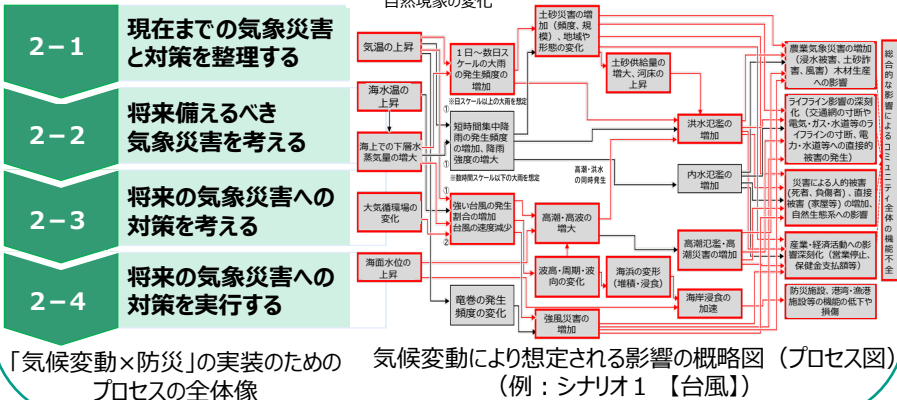 自然現象の変化
2−1
現在までの気象災害
と対策を整理する
2−2
将来備えるべき
気象災害を考える
2−3
将来の気象災害への
対策を考える
2−4
将来の気象災害への
対策を実行する
「気候変動×防災」の実装のための
プロセスの全体像
気温の上昇
海水温の
上昇
海上での下層水
蒸気量の増大
大気循環場の
変化
海面水位の
上昇
１日～数日ス
ケールの大雨
の発生頻度の
増加
※日スケール以上の大雨を想定
①
短時間集中降
雨の発生頻度
の増加、降雨
強度の増大
①
※数時間スケール以下の大雨を想定
①
強い台風の発生
割合の増加
台風の速度減少
②
竜巻の発生
頻度の変化
土砂災害の増
加（頻度、規
模）、地域や
形態の変化
高潮・洪水
の同時発生
高潮・高波の
増大
波高・周期・波
向の変化
強風災害の
増加
土砂供給量の
増大、河床の
上昇
海浜の変形
（堆積・浸食）
洪水氾濫の
増加
内水氾濫の
増加
高潮氾濫・高
潮災害の増加
海岸浸食の
加速
農業気象災害の増加
（浸水被害、土砂詐
害、風害）木材生産
への影響
ライフライン影響の深刻
化（交通網の寸断や
電気・ガス・水道等のラ
イフラインの寸断、電
力・水道等への直接的
被害の発生）
災害による人的被害
（死者、負傷者）、直接
被害（家屋等）の増加、
自然生態系への影響
産業・経済活動への影
響深刻化（営業停止、
保健金支払額等）
防災施設、港湾・漁港
施設等の機能の低下や
損傷
総合的な影響によるコミュニティ全体の機能不全
気候変動により想定される影響の概略図（プロセス図）
（例：シナリオ１【台風】）